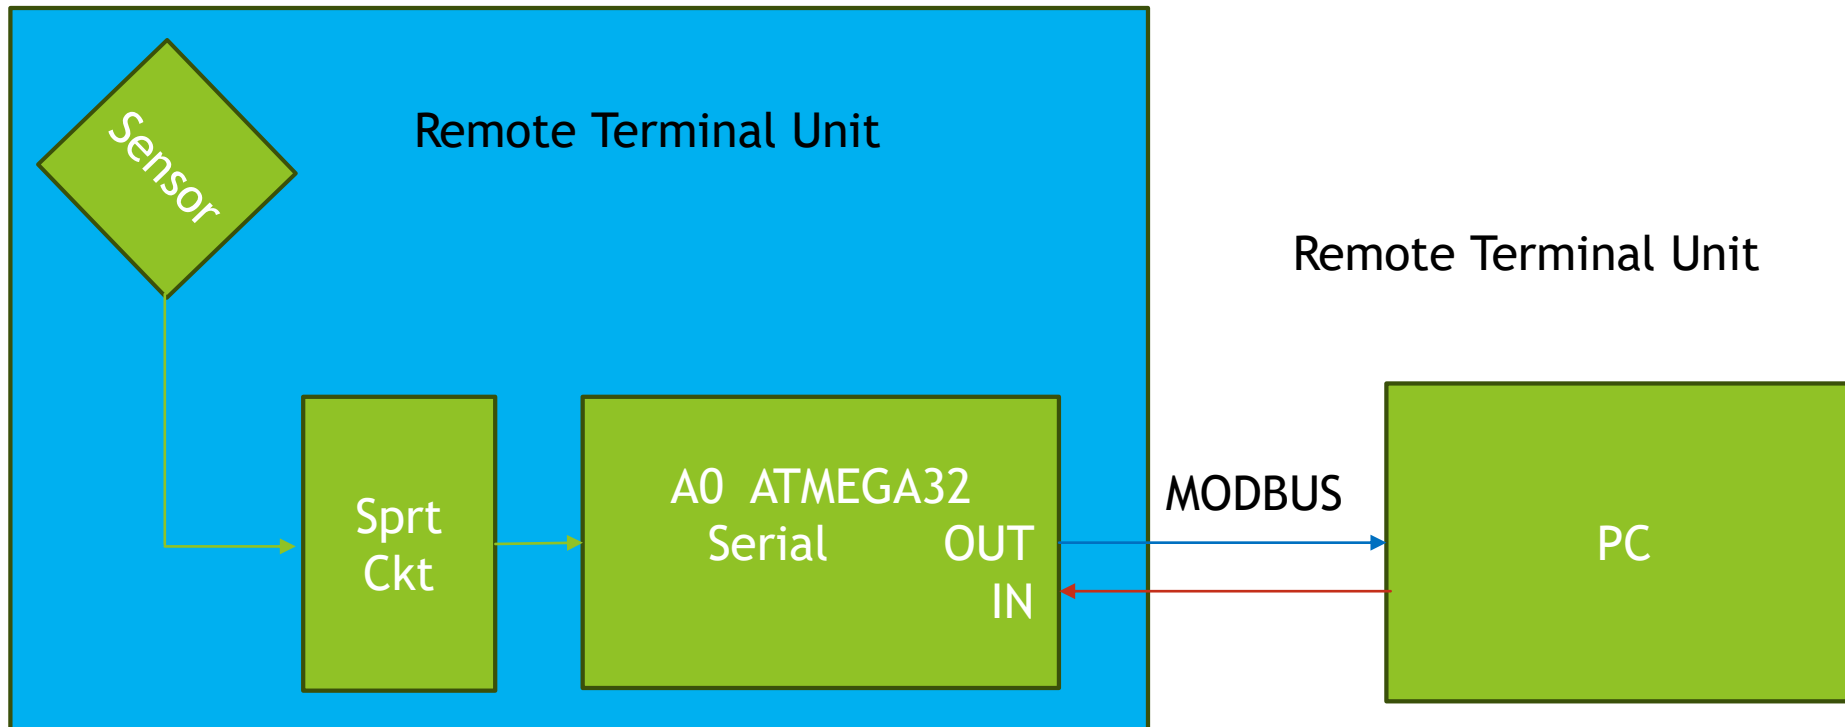 Sensor
Remote Terminal Unit
Remote Terminal Unit
Sprt
Ckt
A0 ATMEGA32
Serial OUT
IN
MODBUS
PC